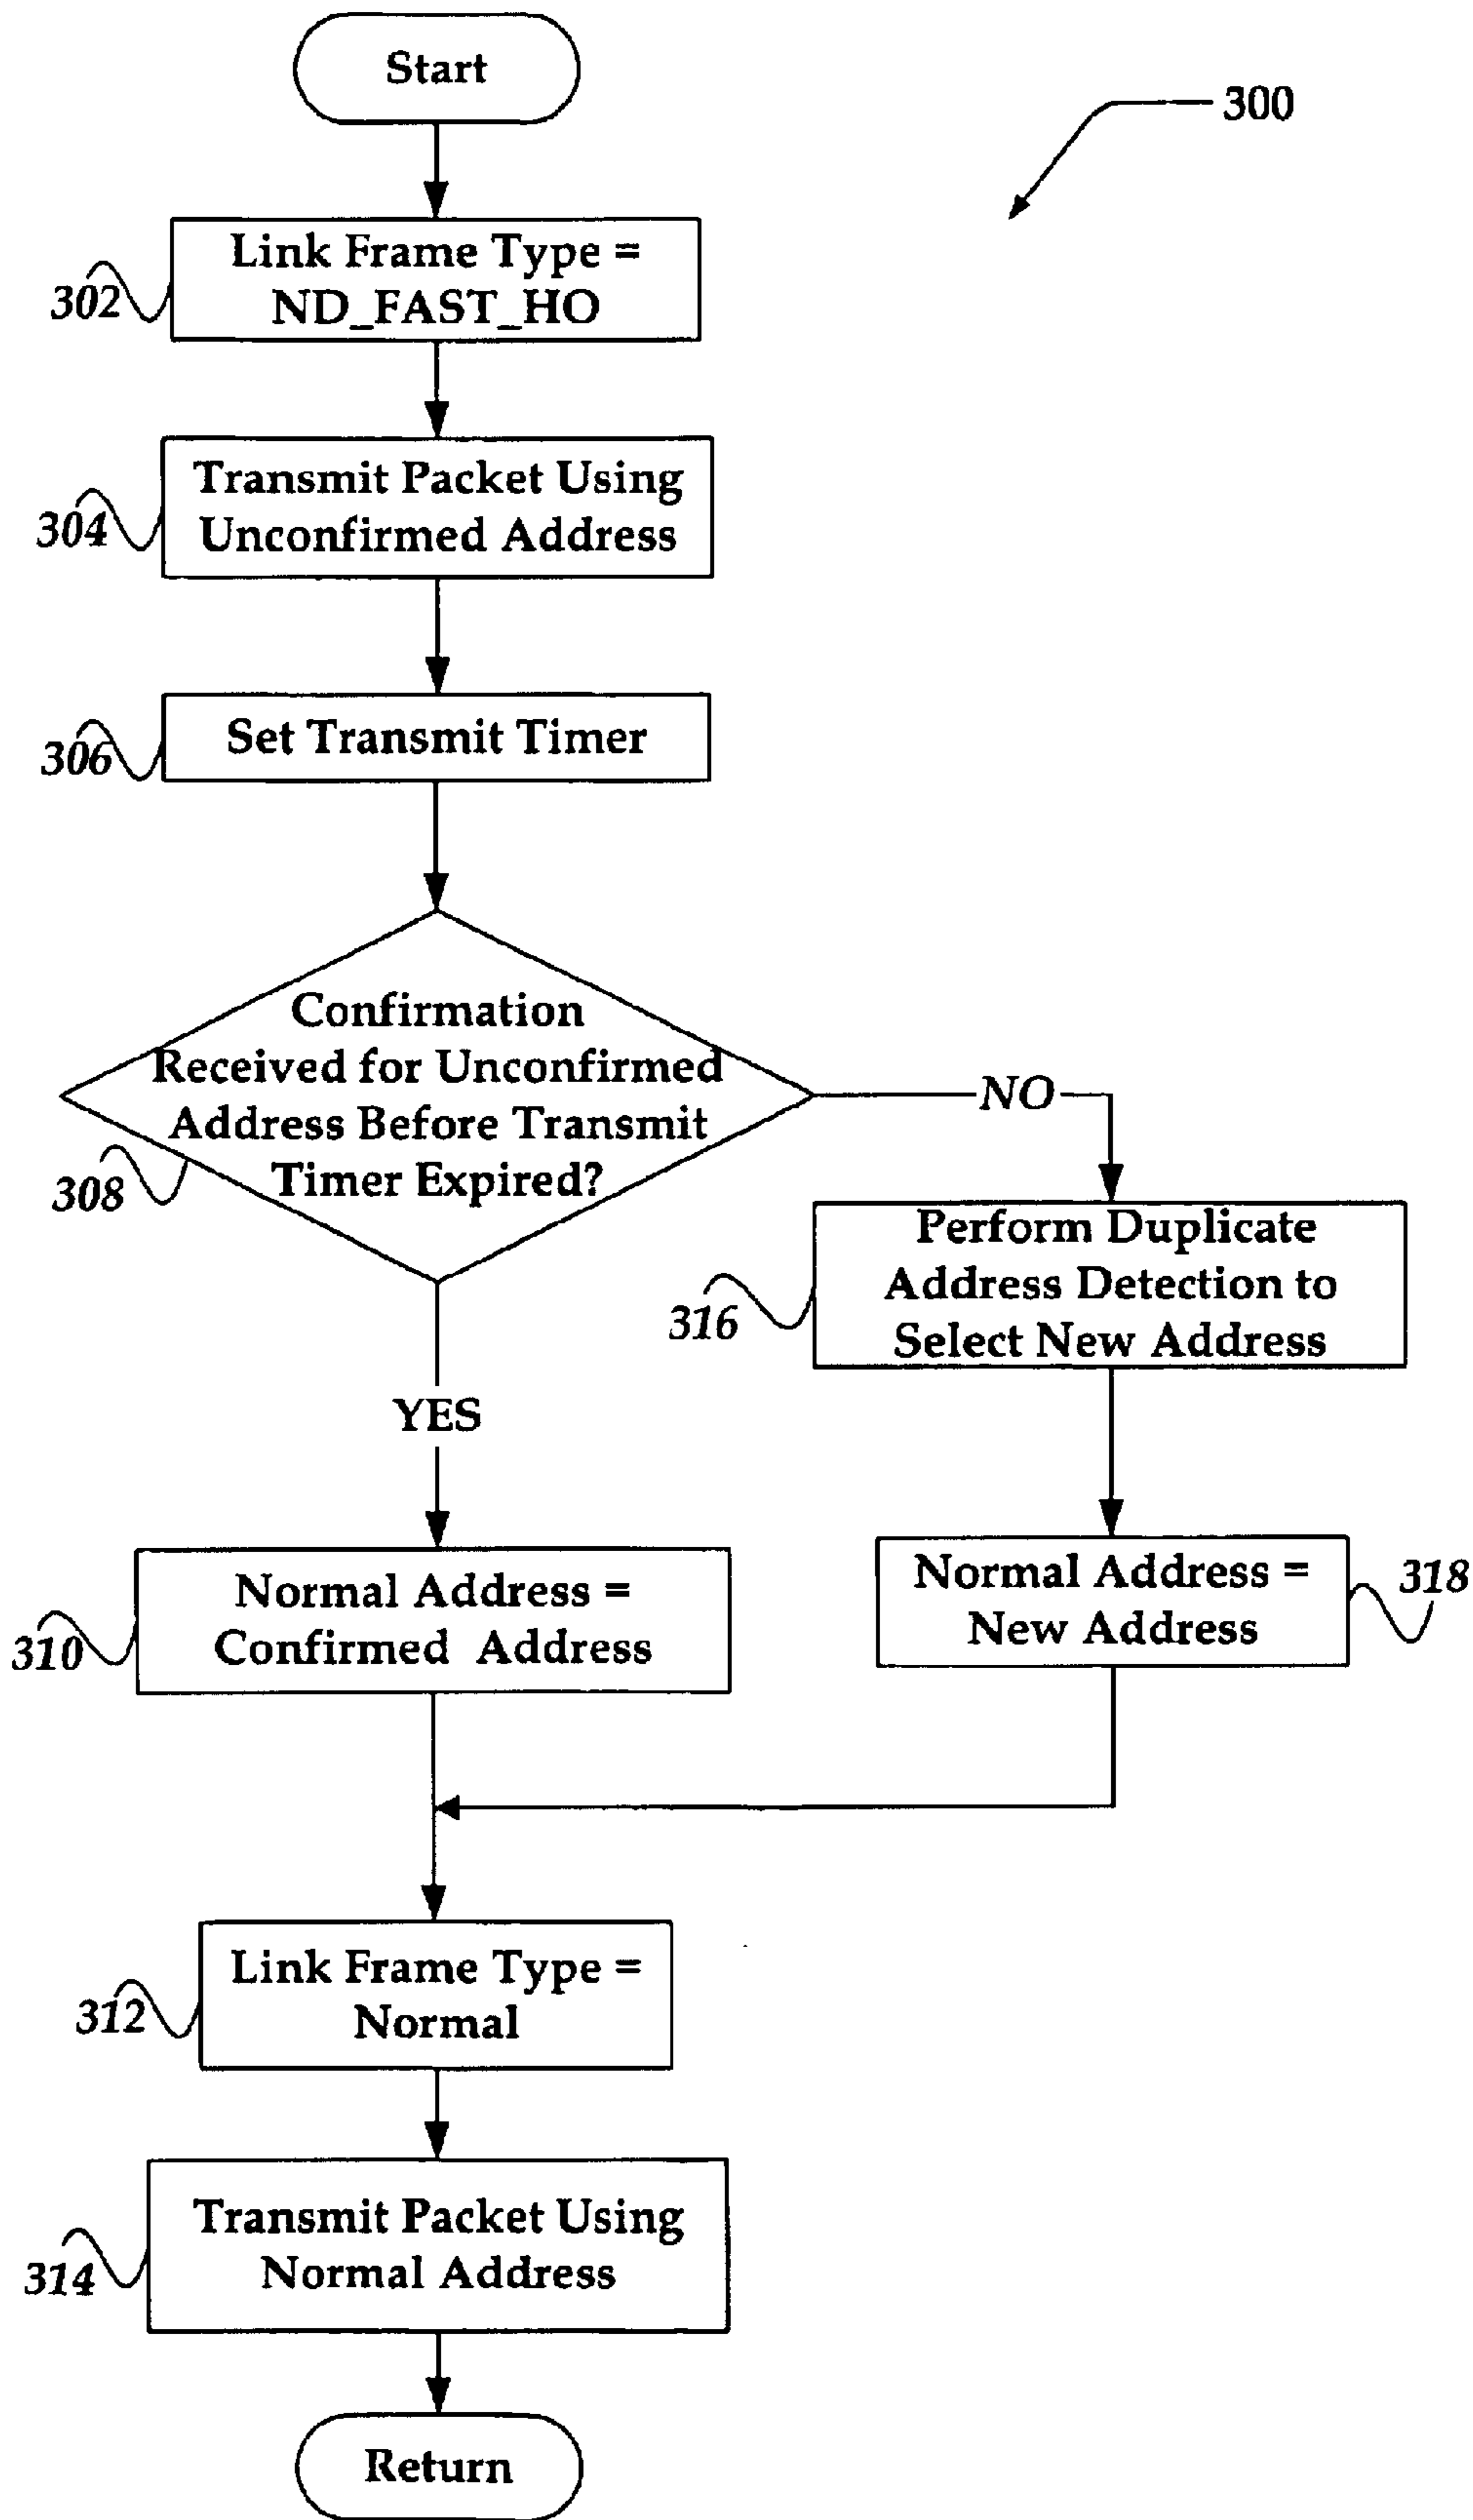 Start
300
Link Frame Type =
ND_FAST_HO
302
Transmit Packet Using
Unconfirmed Address
304
Set Transmit Timer
306
Confirmation
Received for Unconfirmed
Address Before Transmit
Timer Expired?
308
NO
Perform Duplicate
Address Detection to
Select New Address
316
YES
Normal Address =
Confirmed Address
310
Normal Address =
New Address
318
Link Frame Type =
Normal
312
Transmit Packet Using
Normal Address
314
Return